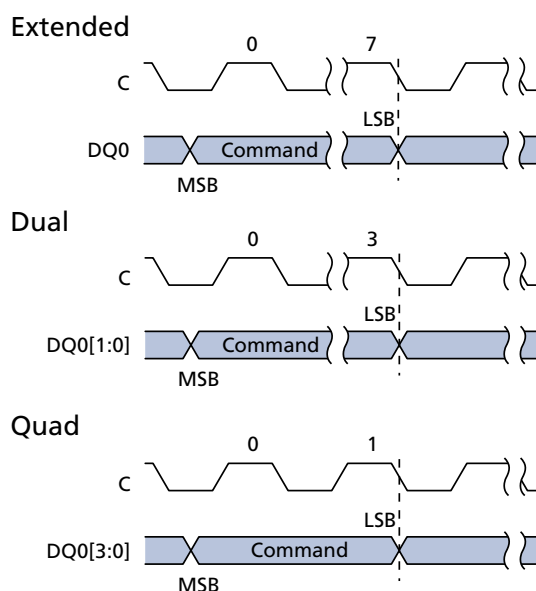 Extended
0 7
C
LSB
DQ0 Command
MSB
Dual
0 3
C
LSB
DQ0[1:0] Command
MSB
Quad
0 1
C
LSB
DQ0[3:0] Command
MSB